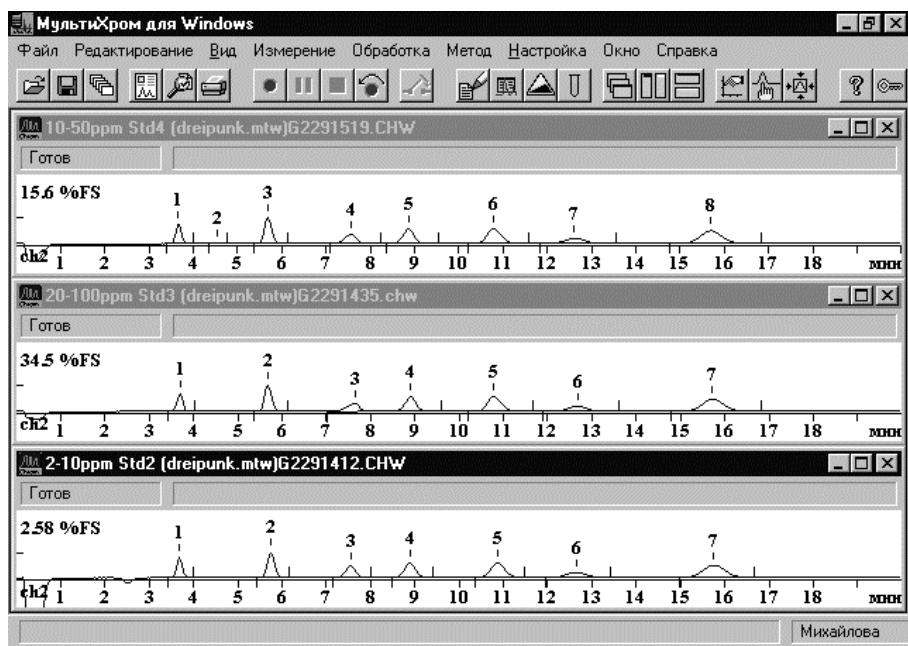 МультиХром для Windows
Файл Редактирование Вид Измерение Обработка Метод Настройка Окно Справка
10-50ppm Std4 (dreipunk.mtw)G2291519.CHW
Готов
15.6 %FS
1 2 3 4 5 6 7 8
ch2 1 2 3 4 5 6 7 8 9 10 11 12 13 14 15 16 17 18 мин
20-100ppm Std3 (dreipunk.mtw)G2291435.chw
Готов
34.5 %FS
1 2 3 4 5 6 7
ch2 1 2 3 4 5 6 7 8 9 10 11 12 13 14 15 16 17 18 мин
2-10ppm Std2 (dreipunk.mtw)G2291412.CHW
Готов
2.58 %FS
1 2 3 4 5 6 7
ch2 1 2 3 4 5 6 7 8 9 10 11 12 13 14 15 16 17 18 мин
Михайлова